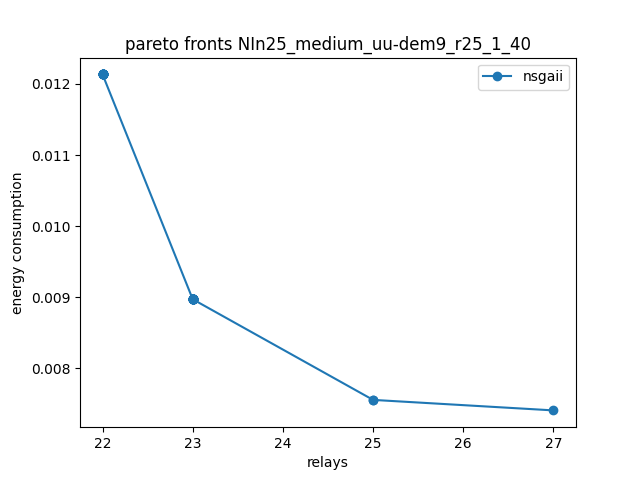 pareto fronts NIn25_medium_uu-dem9_r25_1_40
nsgaii
energy consumption
0.012
0.011
0.010
0.009
0.008
22 23 24 25 26 27
relays